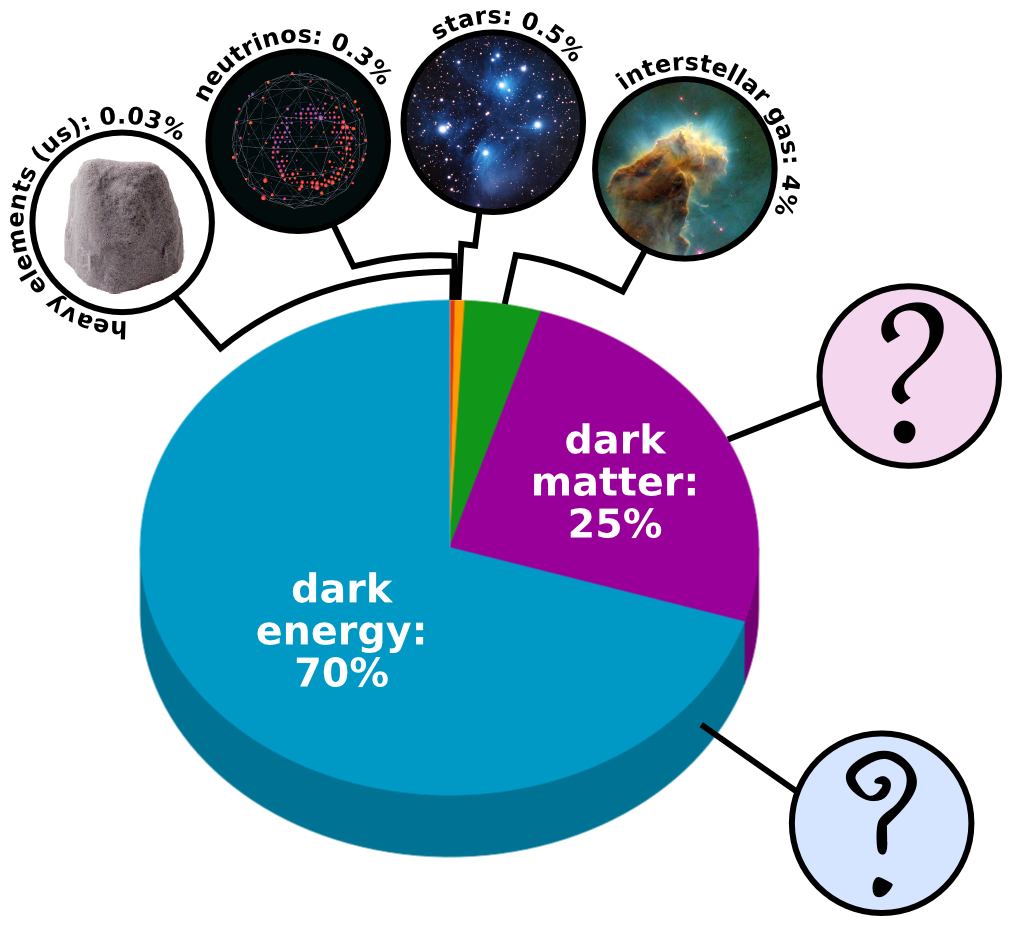 heavy elements (us): 0.03%
neutrinos: 0.3%
stars: 0.5%
interstellar gas: 4%
?
dark
matter:
25%
dark
energy:
70%
?